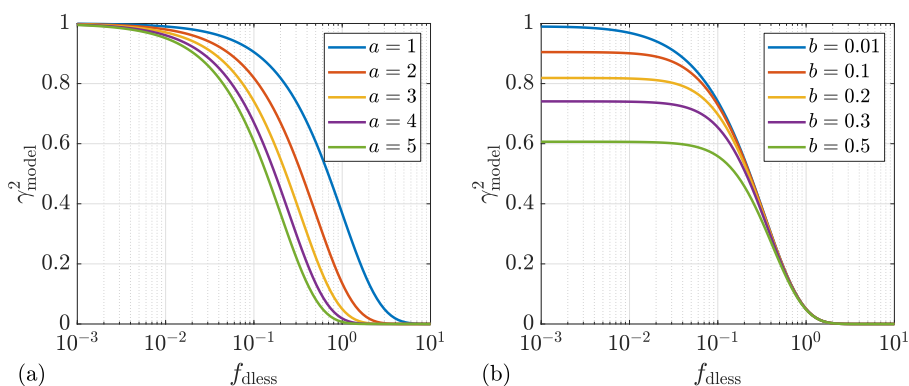 1
0.8
0.6
0.4
0.2
0
γ²model
10⁻³ 10⁻² 10⁻¹ 10⁰ 10¹
f_dless
(a)
a = 1
a = 2
a = 3
a = 4
a = 5
1
0.8
0.6
0.4
0.2
0
γ²model
10⁻³ 10⁻² 10⁻¹ 10⁰ 10¹
f_dless
(b)
b = 0.01
b = 0.1
b = 0.2
b = 0.3
b = 0.5